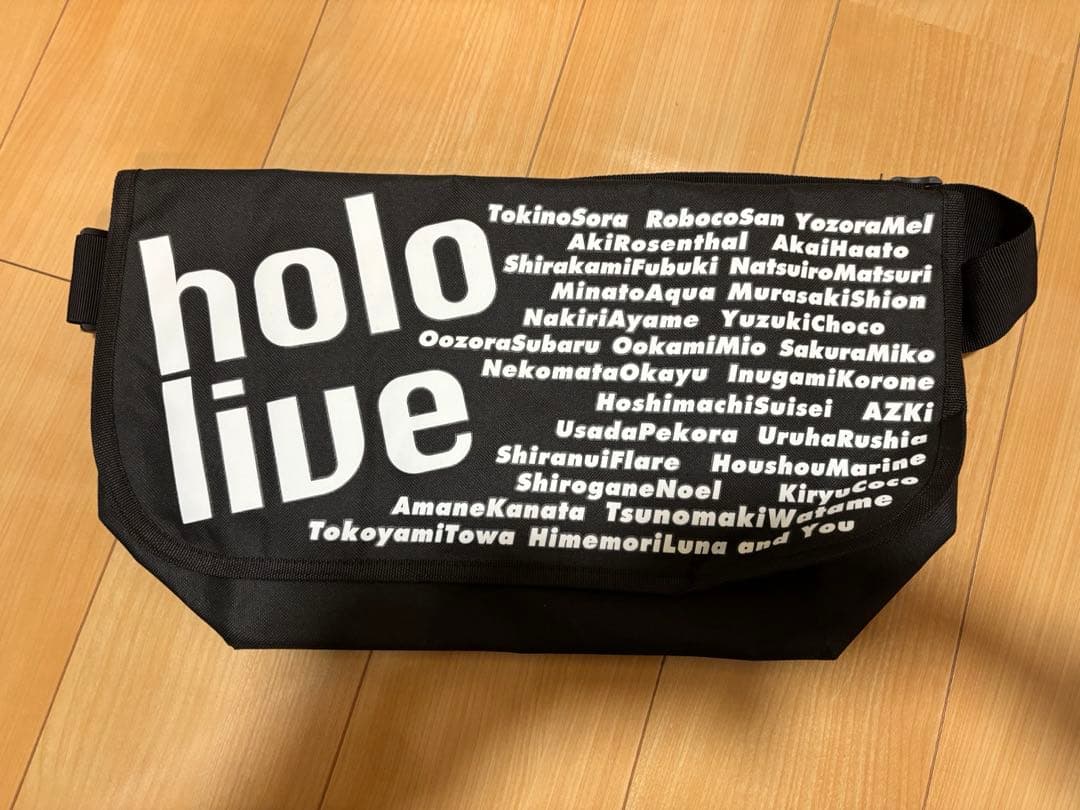 holo
live
TokinoSora RobocoSan YozoraMel
AkiRosenthal AkaiHaato
ShirakamiFubuki NatsuiroMatsuri
MinatoAqua MurasakiShion
NakiriAyame YuzukiChoco
OozoraSubaru OokamiMio SakuraMiko
NekomataOkayu InugamiKorone
HoshimachiSuisei AZKi
UsadaPekora UruhaRushia
ShiranuiFlare HoushouMarine
ShiroganeNoel KiryuCoco
AmaneKanata TsunomakiWatame
TokoyamiTowa HimemoriLuna and You